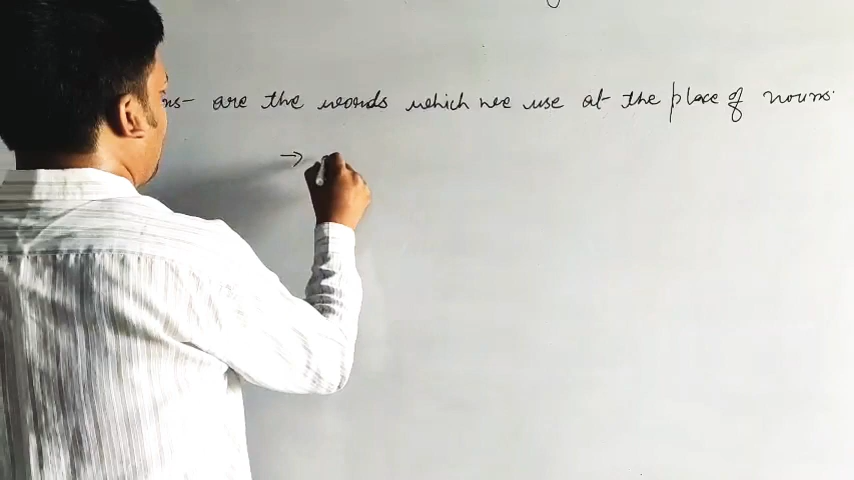 ns- are the words which we use at the place of nouns.
→